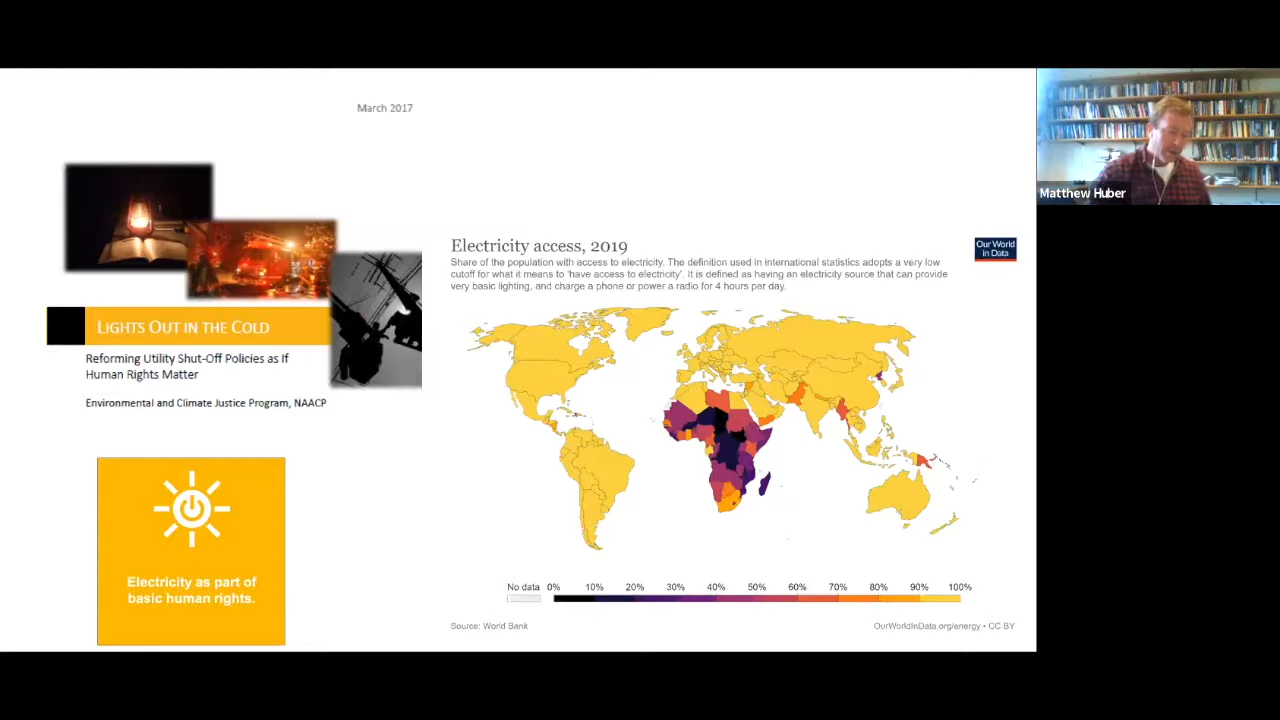 March 2017
LIGHTS OUT IN THE COLD
Reforming Utility Shut-Off Policies as If
Human Rights Matter
Environmental and Climate Justice Program, NAACP
Electricity as part of
basic human rights.
Electricity access, 2019
Share of the population with access to electricity. The definition used in international statistics adopts a very low
cutoff for what it means to 'have access to electricity'. It is defined as having an electricity source that can provide
very basic lighting, and charge a phone or power a radio for 4 hours per day.
Our World
in Data
No data 0% 10% 20% 30% 40% 50% 60% 70% 80% 90% 100%
Source: World Bank
OurWorldInData.org/energy • CC BY
Matthew Huber